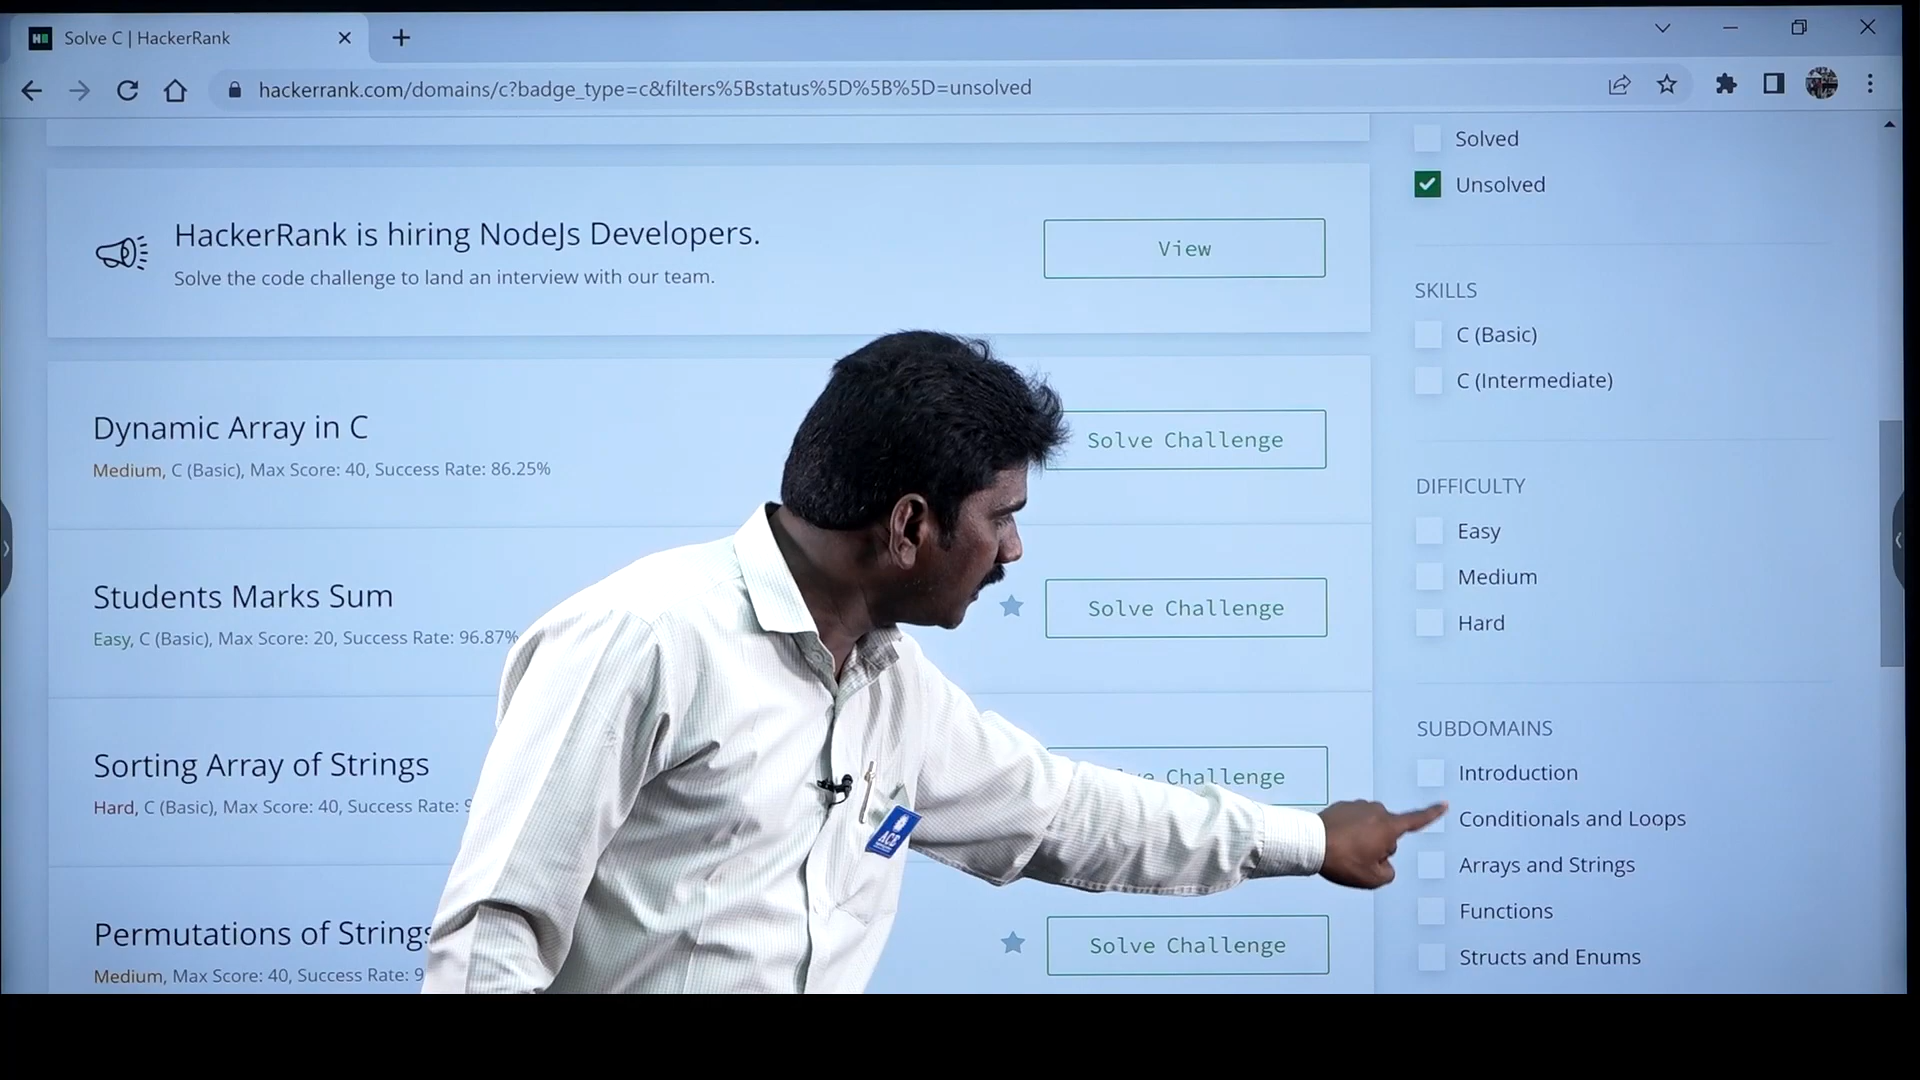 Solve C | HackerRank
hackerrank.com/domains/c?badge_type=c&filters%5Bstatus%5D%5B%5D=unsolved
Solved
Unsolved
HackerRank is hiring NodeJs Developers.
Solve the code challenge to land an interview with our team.
View
SKILLS
C (Basic)
C (Intermediate)
Dynamic Array in C
Medium, C (Basic), Max Score: 40, Success Rate: 86.25%
Solve Challenge
DIFFICULTY
Easy
Medium
Hard
Students Marks Sum
Easy, C (Basic), Max Score: 20, Success Rate: 96.87%
Solve Challenge
Sorting Array of Strings
Hard, C (Basic), Max Score: 40, Success Rate:
Challenge
SUBDOMAINS
Introduction
Conditionals and Loops
Arrays and Strings
Functions
Structs and Enums
Permutations of Strings
Medium, Max Score: 40, Success Rate: 9
Solve Challenge
ACE